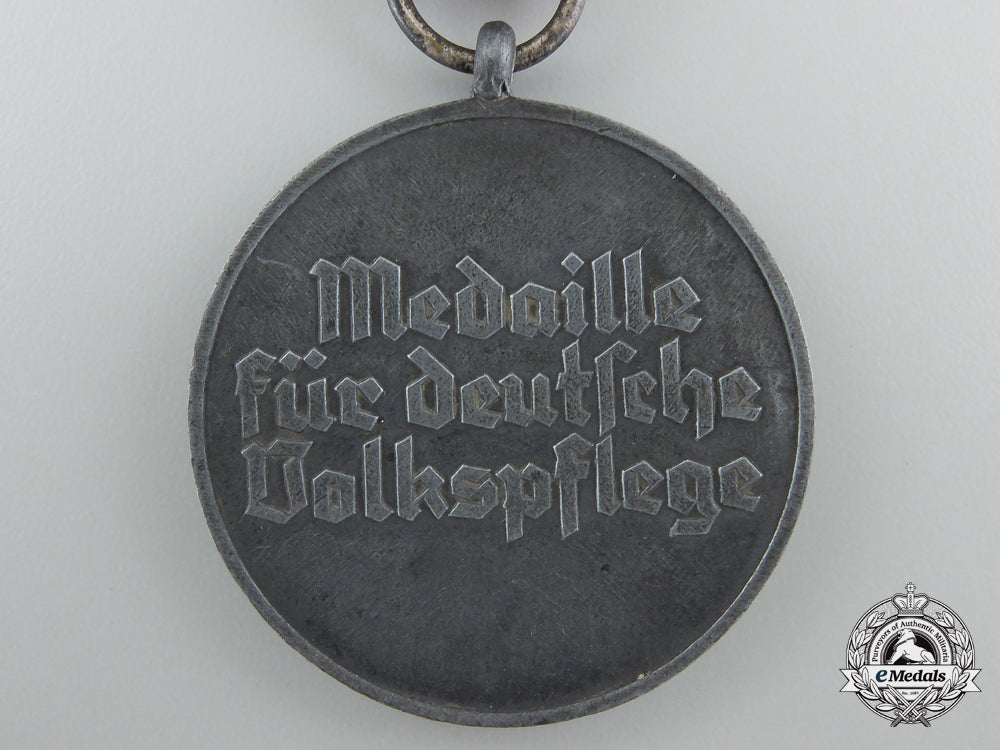 Medaille
für deutſche
Volkspflege
Purveyors of Authentic Militaria
eMedals